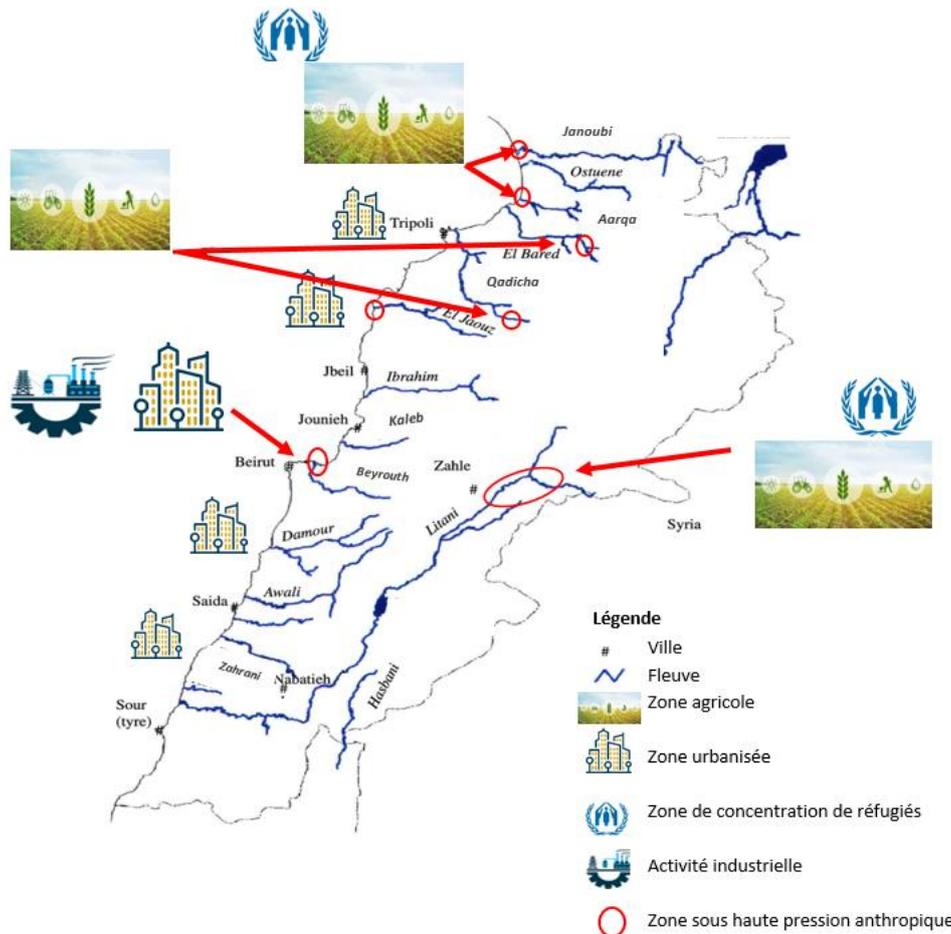 Janoubi
Ostuene
Aarqa
Tripoli
El Bared
Qadicha
El Jaouz
Jbeil
Ibrahim
Jounieh
Kaleb
Beirut
Beyrouth
Zahle
Litani
Syria
Damour
Awali
Saida
Zahrani
Nabatieh
Hasbani
Sour
(tyre)
Légende
# Ville
Fleuve
Zone agricole
Zone urbanisée
Zone de concentration de réfugiés
Activité industrielle
Zone sous haute pression anthropique